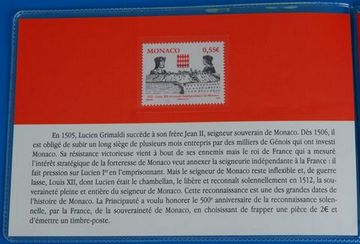 MONACO 0,55€
En 1505, Lucien Grimaldi succède à son frère Jean II, seigneur souverain de Monaco. Dès 1506, il
est obligé de subir un long siège de plusieurs mois entrepris par des milliers de Génois qui ont investi
Monaco. Sa résistance victorieuse vient à bout de ses ennemis mais le roi de France qui a mesuré
l'intérêt stratégique de la forteresse de Monaco veut annexer la seigneurie indépendante à la France : il
fait pression sur Lucien Ier en l'emprisonnant. Mais le seigneur de Monaco reste inflexible et, de guerre
lasse, Louis XII, dont Lucien était le chambellan, le libère et reconnaît solennellement en 1512, la sou-
veraineté pleine et entière du seigneur de Monaco. Cette reconnaissance est une des grandes dates de
l'histoire de Monaco. La Principauté a voulu honorer le 500e anniversaire de la reconnaissance solen-
nelle, par le roi de France, de la souveraineté de Monaco, en choisissant de frapper une pièce de 2€ et
d'émettre un timbre-poste.